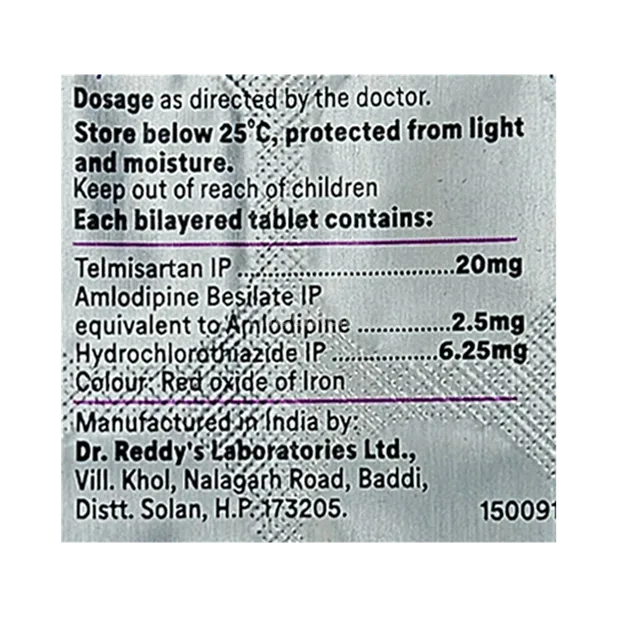 Dosage as directed by the doctor.
Store below 25°C, protected from light
and moisture.
Keep out of reach of children
Each bilayered tablet contains:
Telmisartan IP ..............................20mg
Amlodipine Besilate IP
equivalent to Amlodipine ..............2.5mg
Hydrochlorothiazide IP ...............6.25mg
Colour: Red oxide of Iron
Manufactured in India by:
Dr. Reddy's Laboratories Ltd.,
Vill. Khol, Nalagarh Road, Baddi,
Distt. Solan, H.P. 173205.
150091